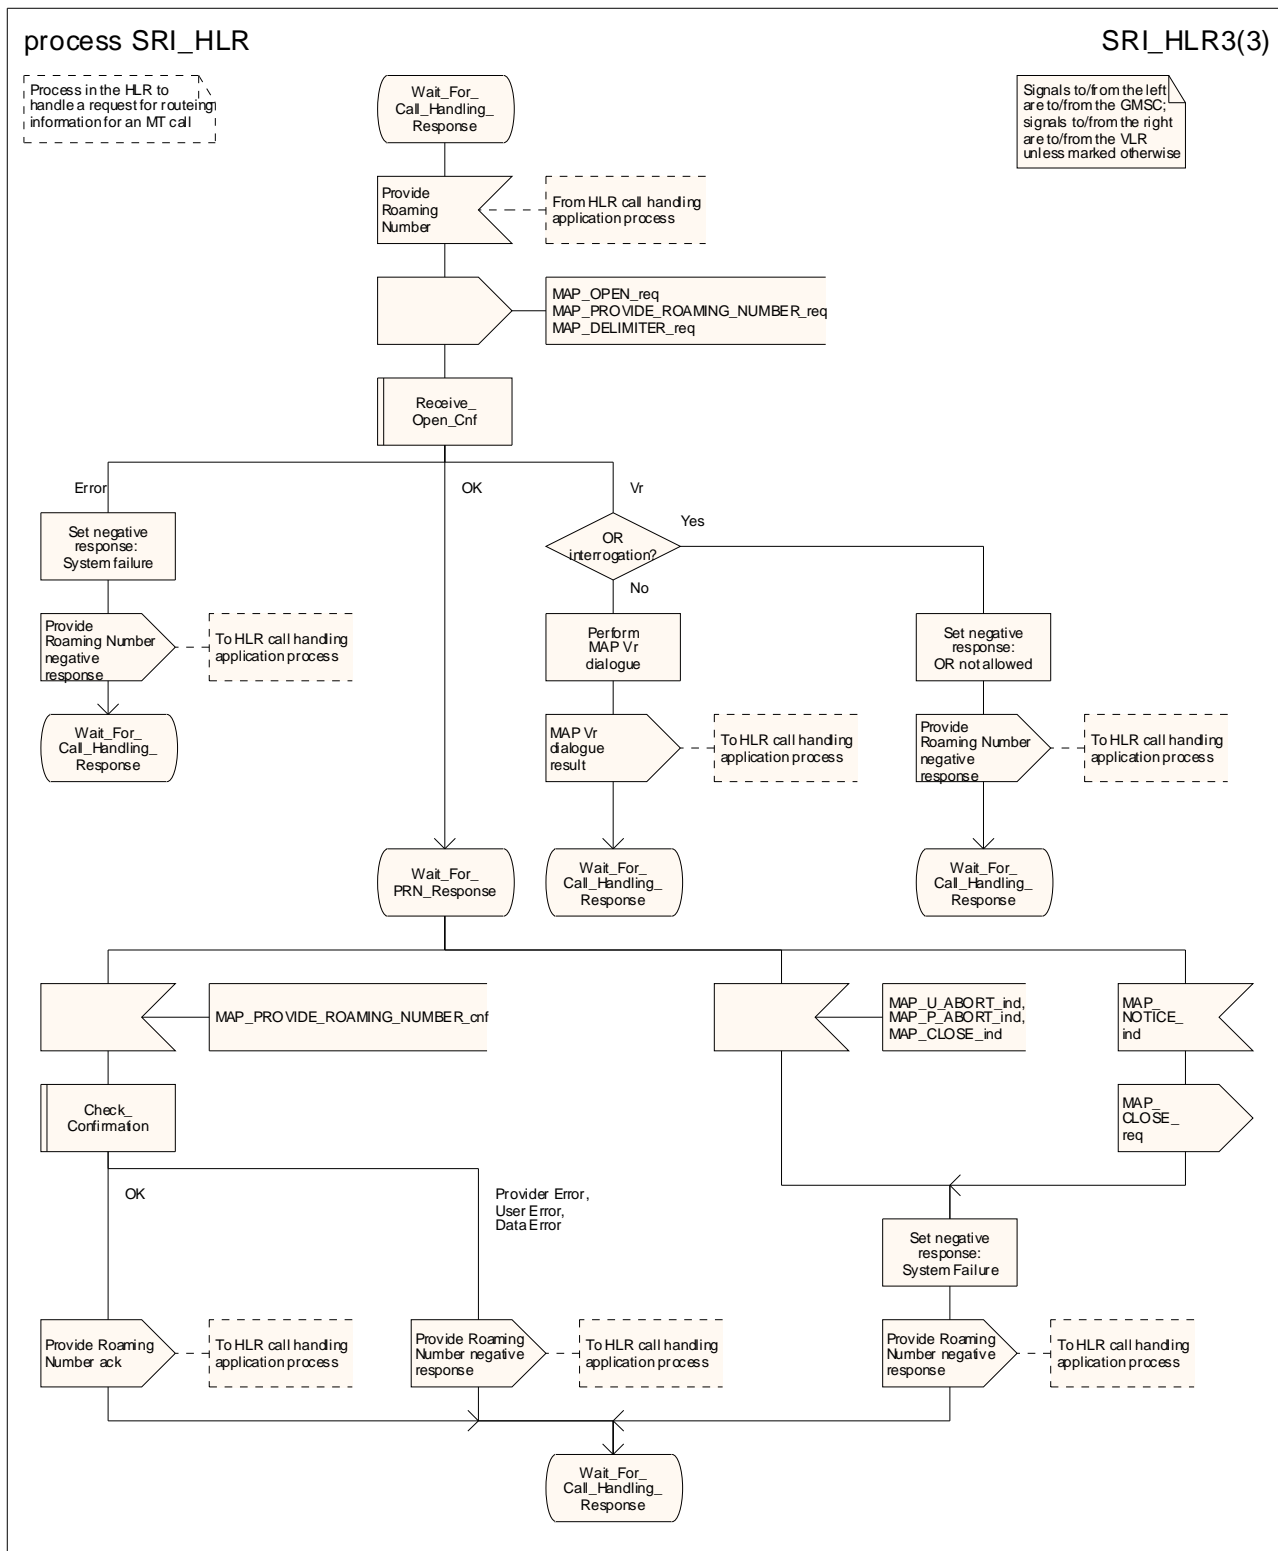 process SRI_HLR
SRI_HLR3(3)
Process in the HLR to
handle a request for routeing
information for an MT call
Wait_For_
Call_Handling_
Response
Signals to/from the left
are to/from the GMSC;
signals to/from the right
are to/from the VLR
unless marked otherwise
Provide
Roaming
Number
From HLR call handling
application process
MAP_OPEN_req
MAP_PROVIDE_ROAMING_NUMBER_req
MAP_DELIMITER_req
Receive_
Open_Cnf
Error
OK
Vr
Set negative
response:
System failure
OR
interrogation?
Yes
No
Provide
Roaming Number
negative
response
To HLR call handling
application process
Perform
MAP Vr
dialogue
Set negative
response:
OR not allowed
Wait_For_
Call_Handling_
Response
MAP Vr
dialogue
result
To HLR call handling
application process
Provide
Roaming Number
negative
response
To HLR call handling
application process
Wait_For_
PRN_Response
Wait_For_
Call_Handling_
Response
Wait_For_
Call_Handling_
Response
MAP_PROVIDE_ROAMING_NUMBER_cnf
MAP_U_ABORT_ind,
MAP_P_ABORT_ind,
MAP_CLOSE_ind
MAP_
NOTICE_
ind
Check_
Confirmation
MAP_
CLOSE_
req
OK
Provider Error,
User Error,
Data Error
Set negative
response:
System Failure
Provide Roaming
Number ack
To HLR call handling
application process
Provide Roaming
Number negative
response
To HLR call handling
application process
Provide Roaming
Number negative
response
To HLR call handling
application process
Wait_For_
Call_Handling_
Response